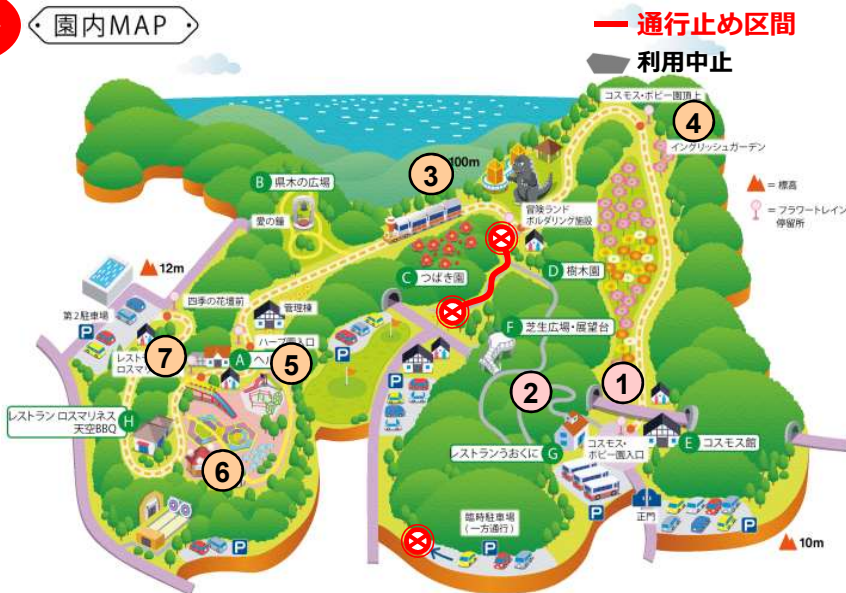 園内MAP
通行止め区間
利用中止
コスモス・ポピー園頂上
4
イングリッシュガーデン
3
100m
B 県木の広場
愛の鐘
= 標高
= フラワートレイン
停留所
冒険ランド
ボルダリング施設
12m
C つばき園
D 樹木園
四季の花壇前
管理棟
第2駐車場
P
ハーブ園入口
F 芝生広場・展望台
7
A
5
P
P
2
1
レストラン ロスマリネス
天空BBQ
H
レストランうおくに G
コスモス・
ポピー園入口
E コスモス館
6
臨時駐車場
(一方通行)
P
P
P
正門
P
10m